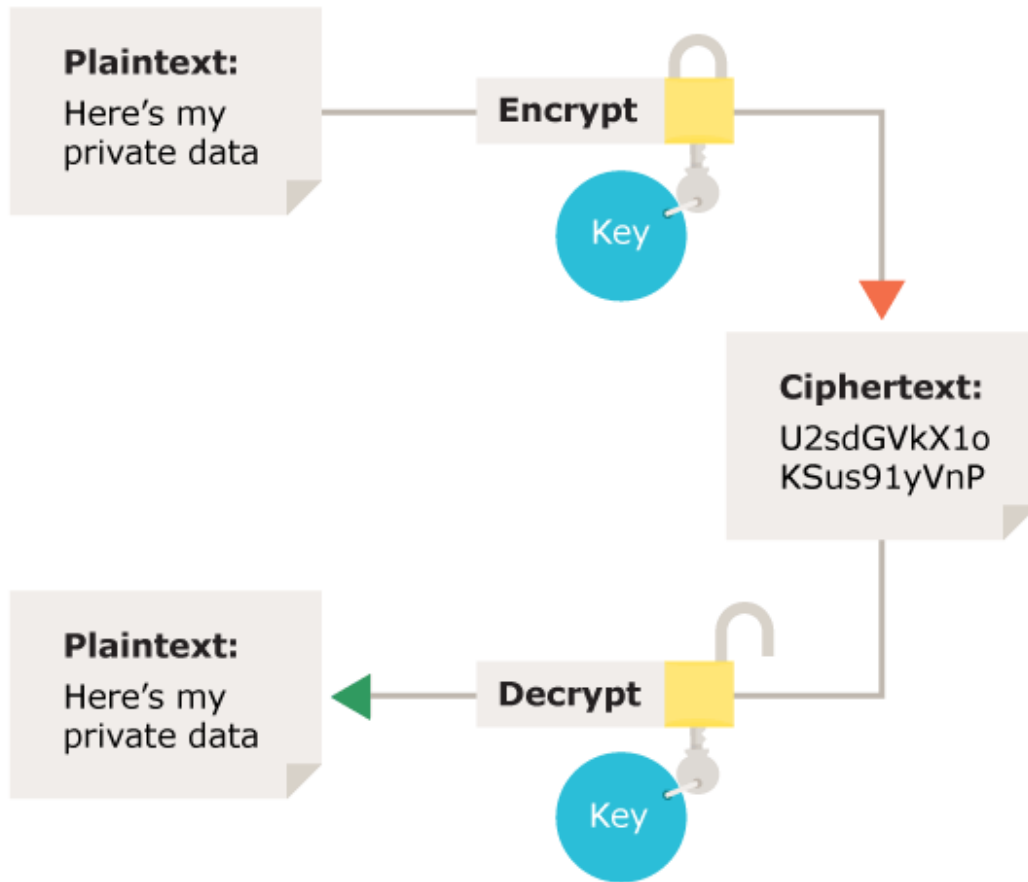 Plaintext:
Here’s my
private data
Encrypt
Key
Ciphertext:
U2sdGVkX1o
KSus91yVnP
Plaintext:
Here’s my
private data
Decrypt
Key